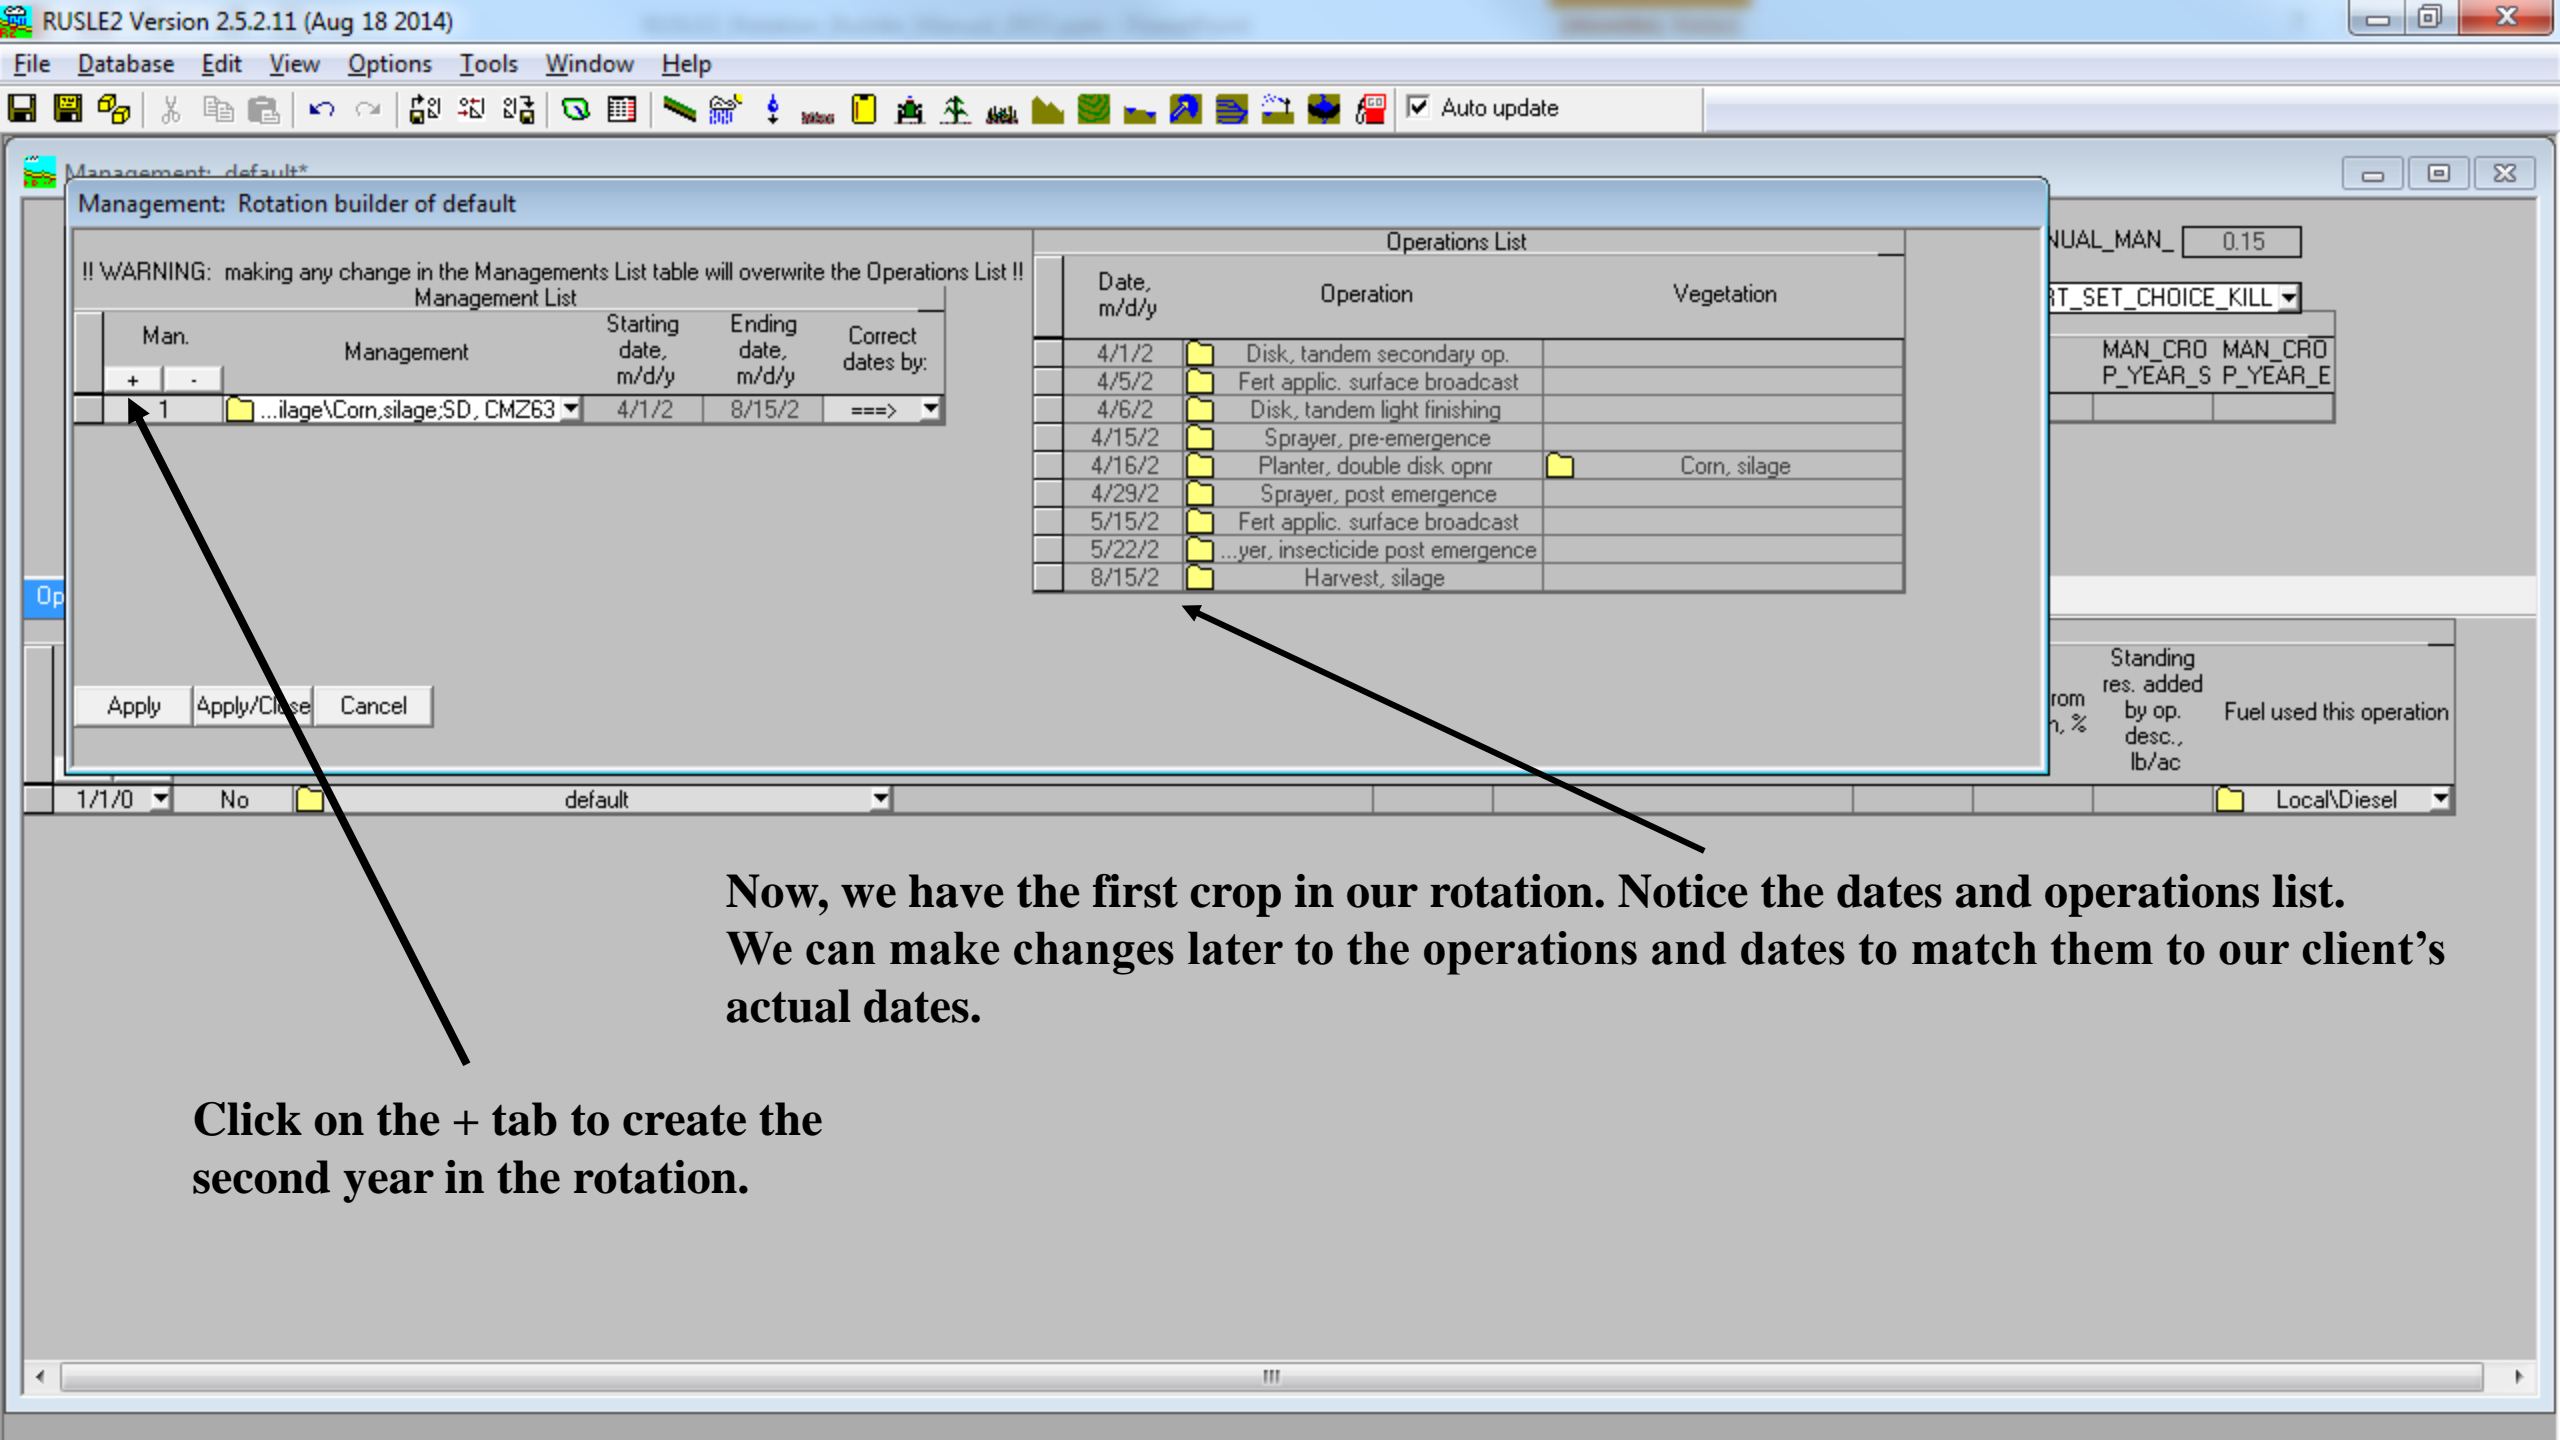 RUSLE2 Version 2.5.2.11 (Aug 18 2014)
File Database Edit View Options Tools Window Help
Auto update
Management: default*
Management: Rotation builder of default
!! WARNING: making any change in the Managements List table will overwrite the Operations List !!
Management List
Man.
+ -
Management
Starting date, m/d/y
Ending date, m/d/y
Correct dates by:
1 ...ilage\Corn,silage;SD, CMZ63 4/1/2 8/15/2 ===>
Operations List
Date, m/d/y
Operation
Vegetation
4/1/2 Disk, tandem secondary op.
4/5/2 Fert applic. surface broadcast
4/6/2 Disk, tandem light finishing
4/15/2 Sprayer, pre-emergence
4/16/2 Planter, double disk opnr Corn, silage
4/29/2 Sprayer, post emergence
5/15/2 Fert applic. surface broadcast
5/22/2 ...yer, insecticide post emergence
8/15/2 Harvest, silage
NUAL_MAN_ 0.15
RT_SET_CHOICE_KILL
MAN_CRO MAN_CRO
P_YEAR_S P_YEAR_E
Op
Apply Apply/Close Cancel
rom
n, %
Standing
res. added
by op.
desc.,
lb/ac
Fuel used this operation
1/1/0 No default Local\Diesel
Now, we have the first crop in our rotation. Notice the dates and operations list.
We can make changes later to the operations and dates to match them to our client’s
actual dates.
Click on the + tab to create the
second year in the rotation.